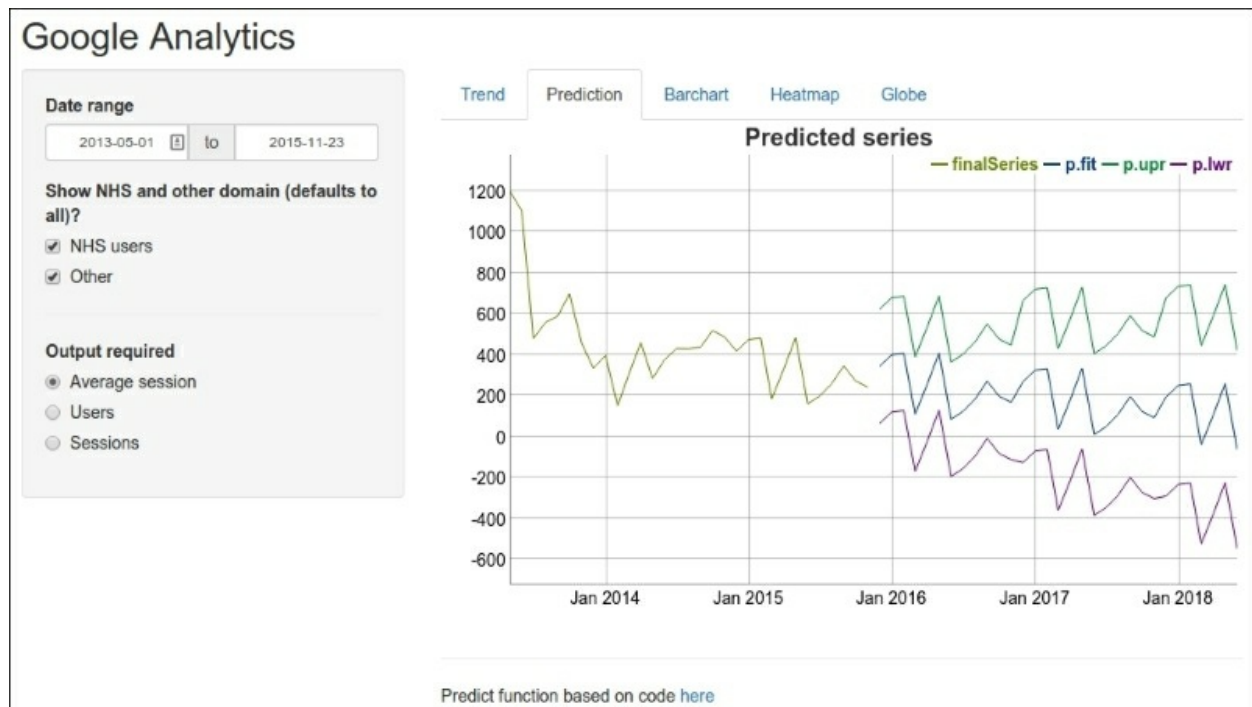 Google Analytics
Date range
2013-05-01 to 2015-11-23
Show NHS and other domain (defaults to
all)?
NHS users
Other
Output required
Average session
Users
Sessions
Trend Prediction Barchart Heatmap Globe
Predicted series
finalSeries p.fit p.upr p.lwr
1200
1000
800
600
400
200
0
-200
-400
-600
Jan 2014 Jan 2015 Jan 2016 Jan 2017 Jan 2018
Predict function based on code here